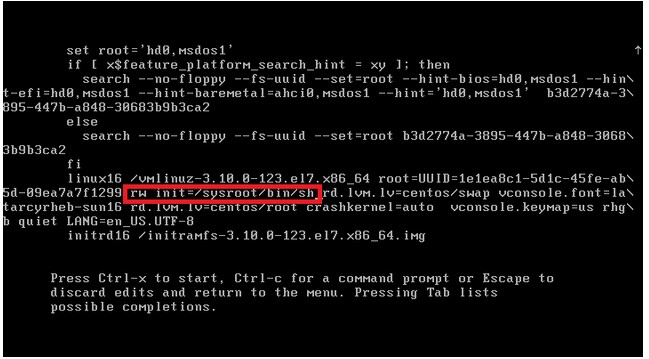 set root='hd0,msdos1'
if [ x$feature_platform_search_hint = xy ]; then
search --no-floppy --fs-uuid --set=root --hint-bios=hd0,msdos1 --hin\
t-efi=hd0,msdos1 --hint-baremetal=ahci0,msdos1 --hint='hd0,msdos1' b3d2774a-3\
895-447b-a848-30683b9b3ca2
else
search --no-floppy --fs-uuid --set=root b3d2774a-3895-447b-a848-3068\
3b9b3ca2
fi
linux16 /vmlinuz-3.10.0-123.el7.x86_64 root=UUID=1e1ea8c1-5d1c-45fe-ab\
5d-09ea7a7f1299 rw init=/sysroot/bin/sh rd.lvm.lv=centos/swap vconsole.font=la\
tarcyrheb-sun16 rd.lvm.lv=centos/root crashkernel=auto vconsole.keymap=us rhg\
b quiet LANG=en_US.UTF-8
initrd16 /initramfs-3.10.0-123.el7.x86_64.img
Press Ctrl-x to start, Ctrl-c for a command prompt or Escape to
discard edits and return to the menu. Pressing Tab lists
possible completions.